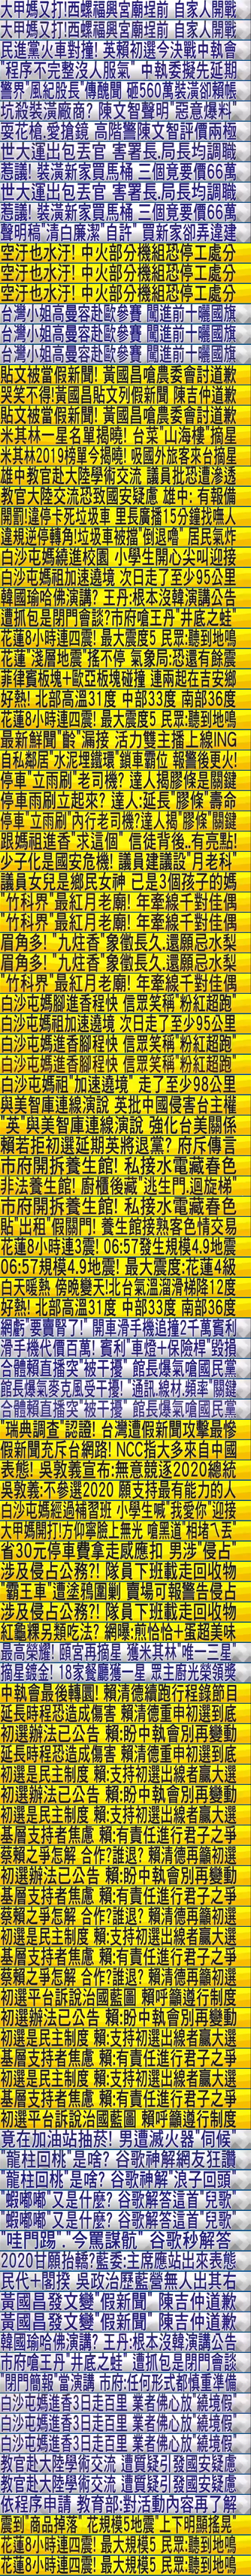 大甲媽又打!西螺福興宮廟埕前 自家人開戰
大甲媽又打!西螺福興宮廟埕前 自家人開戰
民進黨火車對撞! 英賴初選今決戰中執會
"程序不完整沒人服氣" 中執委擬先延期
警界"風紀股長"傳醜聞 砸560萬裝潢卻賴帳
坑殺裝潢廠商? 陳文智聲明"惡意爆料"
耍花槍.愛搶鏡 高階警陳文智評價兩極
世大運出包丟官 害署長.局長均調職
惹議! 裝潢新家買馬桶 三個竟要價66萬
世大運出包丟官 害署長.局長均調職
惹議! 裝潢新家買馬桶 三個竟要價66萬
聲明稿"清白廉潔"自許" 買新家卻弄違建
空汙也水汙! 中火部分機組恐停工處分
空汙也水汙! 中火部分機組恐停工處分
空汙也水汙! 中火部分機組恐停工處分
台灣小姐高曼容赴歐參賽 闖進前十曬國旗
台灣小姐高曼容赴歐參賽 闖進前十曬國旗
台灣小姐高曼容赴歐參賽 闖進前十曬國旗
貼文被當假新聞! 黃國昌嗆農委會討道歉
哭笑不得!黃國昌貼文列假新聞 陳吉仲道歉
貼文被當假新聞! 黃國昌嗆農委會討道歉
米其林一星名單揭曉! 台菜"山海樓"摘星
米其林2019榜單今揭曉! 吸國外旅客來台摘星
雄中教官赴大陸學術交流 議員批恐遭滲透
教官大陸交流恐致國安疑慮 雄中: 有報備
開罰!違停卡死垃圾車 里長廣播15分鐘找嘸人
違規逆停轉角!垃圾車被擋"倒退嚕" 居民氣炸
白沙屯媽繞進校園 小學生開心尖叫迎接
白沙屯媽祖加速遶境 次日走了至少95公里
韓國瑜哈佛演講? 王丹:根本沒韓演講公告
遭抓包是閉門會談?市府嗆王丹"井底之蛙"
花蓮8小時連四震! 最大震度5 民眾:聽到地鳴
花蓮"淺層地震"搖不停 氣象局:恐還有餘震
菲律賓板塊+歐亞板塊碰撞 連兩起在吉安鄉
好熱! 北部高溫31度 中部33度 南部36度
花蓮8小時連四震! 最大震度5 民眾:聽到地鳴
最新鮮聞"齡"漏接 活力雙主播上線ING
自私鄰居"水泥埋鐵環"鎖車霸位 報警後更火!
停車"立雨刷"老司機? 達人揭膠條是關鍵
停車雨刷立起來? 達人:延長"膠條"壽命
停車"立雨刷"內行老司機?達人揭"膠條"關鍵
跟媽祖進香"求這個" 信徒背後..有亮點!
少子化是國安危機! 議員建議設"月老科"
議員女兒是鄉民女神 已是3個孩子的媽
"竹科界"最紅月老廟! 年牽線千對佳偶
"竹科界"最紅月老廟! 年牽線千對佳偶
眉角多! "九炷香"象徵長久.還願忌水梨
眉角多! "九炷香"象徵長久.還願忌水梨
"竹科界"最紅月老廟! 年牽線千對佳偶
白沙屯媽腳進香程快 信眾笑稱"粉紅超跑"
白沙屯媽祖加速遶境 次日走了至少95公里
白沙屯媽進香腳程快 信眾笑稱"粉紅超跑"
白沙屯媽進香腳程快 信眾笑稱"粉紅超跑"
白沙屯媽祖"加速遶境" 走了至少98公里
與美智庫連線演說 英批中國侵害台主權
"英"與美智庫連線演說 強化台美關係
賴若拒初選延期英將退黨? 府斥傳言
市府開拆養生館! 私接水電藏春色
非法養生館! 廚櫃後藏"逃生門.迴旋梯"
市府開拆養生館! 私接水電藏春色
貼"出租"假關門! 養生館接熟客色情交易
花蓮8小時連3震! 06:57發生規模4.9地震
06:57規模4.9地震! 最大震度:花蓮4級
白天暖熱 傍晚變天!北台氣溫溜滑梯降12度
好熱! 北部高溫31度 中部33度 南部36度
網虧"要賣腎了!" 開車滑手機追撞2千萬賓利
滑手機代價百萬! 賓利"車燈+保險桿"毀損
合體賴直播突"被干擾" 館長爆氣嗆國民黨
館長爆氣麥克風受干擾! "通訊.線材.頻率"關鍵
合體賴直播突"被干擾" 館長爆氣嗆國民黨
"瑞典調查"認證! 台灣遭假新聞攻擊最慘
假新聞充斥台網路! NCC指大多來自中國
表態! 吳敦義宣布:無意競逐2020總統
吳敦義:不參選2020 願支持最有能力的人
白沙屯媽經過補習班 小學生喊"我愛你"迎接
大甲媽開打!方仰寧臉上無光 嗆黑道"相堵ㄟ丟"
省30元停車費拿走感應扣 男涉"侵占"
涉及侵占公務?! 隊員下班載走回收物
"霸王車"遭塗鴉圍剿 賣場可報警告侵占
涉及侵占公務?! 隊員下班載走回收物
紅龜粿另類吃法? 網曝:煎恰恰+蛋超美味
最高榮耀! 頤宮再摘星 獲米其林"唯一三星"
摘星鍍金! 18家餐廳獲一星 眾主廚光榮領獎
中執會最後轉圜! 賴清德續跑行程錄節目
延長時程恐造成傷害 賴清德重申初選到底
初選辦法已公告 賴:盼中執會別再變動
延長時程恐造成傷害 賴清德重申初選到底
初選是民主制度 賴:支持初選出線者贏大選
初選辦法已公告 賴:盼中執會別再變動
初選是民主制度 賴:支持初選出線者贏大選
基層支持者焦慮 賴:有責任進行君子之爭
蔡賴之爭怎解 合作?誰退? 賴清德再籲初選
初選辦法已公告 賴:盼中執會別再變動
基層支持者焦慮 賴:有責任進行君子之爭
蔡賴之爭怎解 合作?誰退? 賴清德再籲初選
初選是民主制度 賴:支持初選出線者贏大選
基層支持者焦慮 賴:有責任進行君子之爭
蔡賴之爭怎解 合作?誰退? 賴清德再籲初選
初選平台訴說治國藍圖 賴呼籲遵行制度
初選辦法已公告 賴:盼中執會別再變動
初選是民主制度 賴:支持初選出線者贏大選
基層支持者焦慮 賴:有責任進行君子之爭
初選是民主制度 賴:支持初選出線者贏大選
基層支持者焦慮 賴:有責任進行君子之爭
初選平台訴說治國藍圖 賴呼籲遵行制度
竟在加油站抽菸! 男遭滅火器"伺候"
"龍柱回桃"是啥? 谷歌神解網友狂讚
"龍柱回桃"是啥? 谷歌神解"浪子回頭"
"蝦嘟嘟"又是什麼? 谷歌解答這首"兒歌"
"蝦嘟嘟"又是什麼? 谷歌解答這首"兒歌"
"哇門踢"."今罵謀骯" 谷歌秒解答
2020甘願抬轎?藍委:主席應站出來表態
民代+閣揆 吳政治歷藍營無人出其右
黃國昌發文變"假新聞" 陳吉仲道歉
黃國昌發文變"假新聞" 陳吉仲道歉
韓國瑜哈佛演講? 王丹:根本沒韓演講公告
市府嗆王丹"井底之蛙" 遭抓包是閉門會談
"閉門簡報"當演講 市府:任何形式都慎重準備
白沙屯媽進香3日走百里 業者佛心放"繞境假"
白沙屯媽進香3日走百里 業者佛心放"繞境假"
白沙屯媽進香3日走百里 業者佛心放"繞境假"
教官赴大陸學術交流 遭質疑引發國安疑慮
教官赴大陸學術交流 遭質疑引發國安疑慮
依程序申請 教育部:對活動內容再了解
震到"商品掉落" 花規模5地震"上下明顯搖晃"
花蓮8小時連四震! 最大規模5 民眾:聽到地鳴
花蓮8小時連四震! 最大規模5 民眾:聽到地鳴